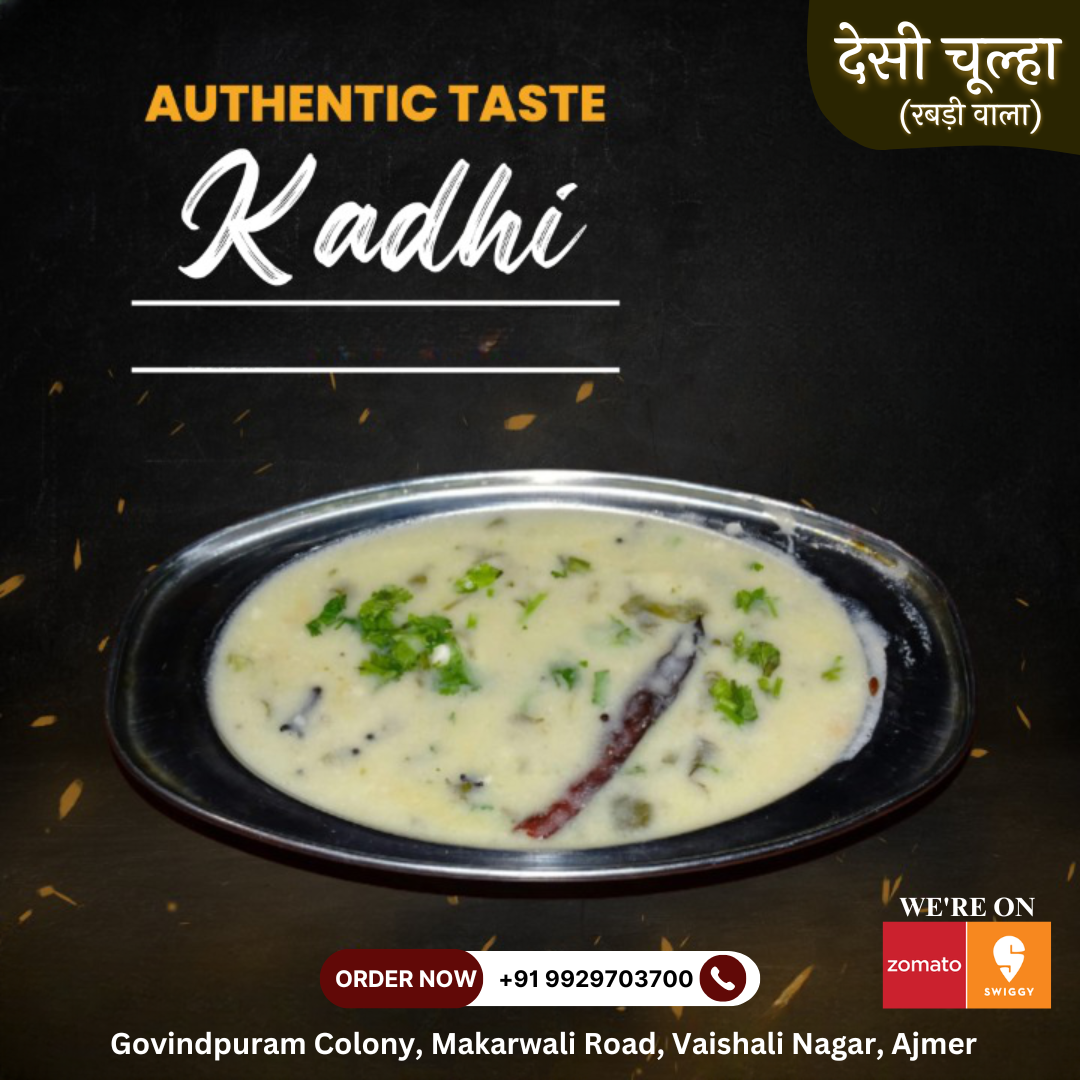 देसी चूल्हा
(रबड़ी वाला)
AUTHENTIC TASTE
Kadhi
WE'RE ON
zomato
SWIGGY
ORDER NOW
+91 9929703700
Govindpuram Colony, Makarwali Road, Vaishali Nagar, Ajmer